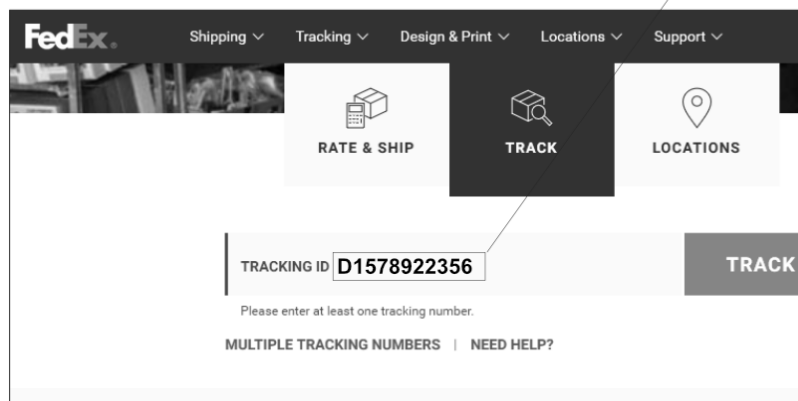 FedEx.
Shipping Tracking Design & Print Locations Support
RATE & SHIP TRACK LOCATIONS
TRACKING ID D1578922356 TRACK
Please enter at least one tracking number.
MULTIPLE TRACKING NUMBERS | NEED HELP?